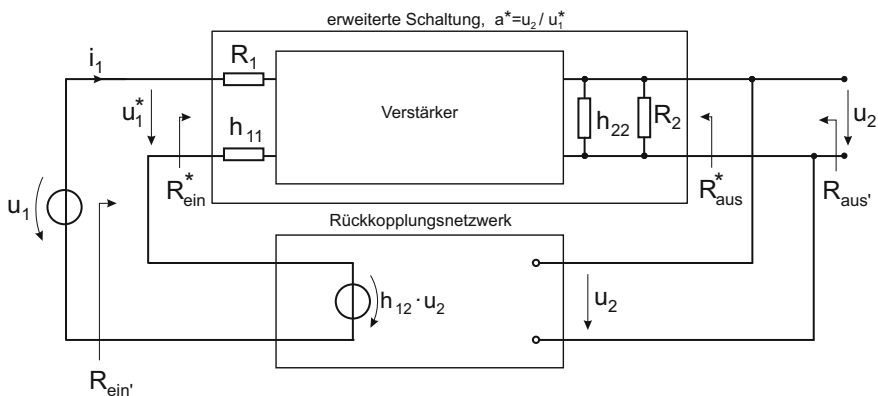 erweiterte Schaltung, a*=u₂/u₁*
i₁
R₁
u₁*
Verstärker
h₁₁
h₂₂
R₂
u₂
R*ein
R*aus
Raus'
u₁
Rückkopplungsnetzwerk
h₁₂·u₂
u₂
Rein'